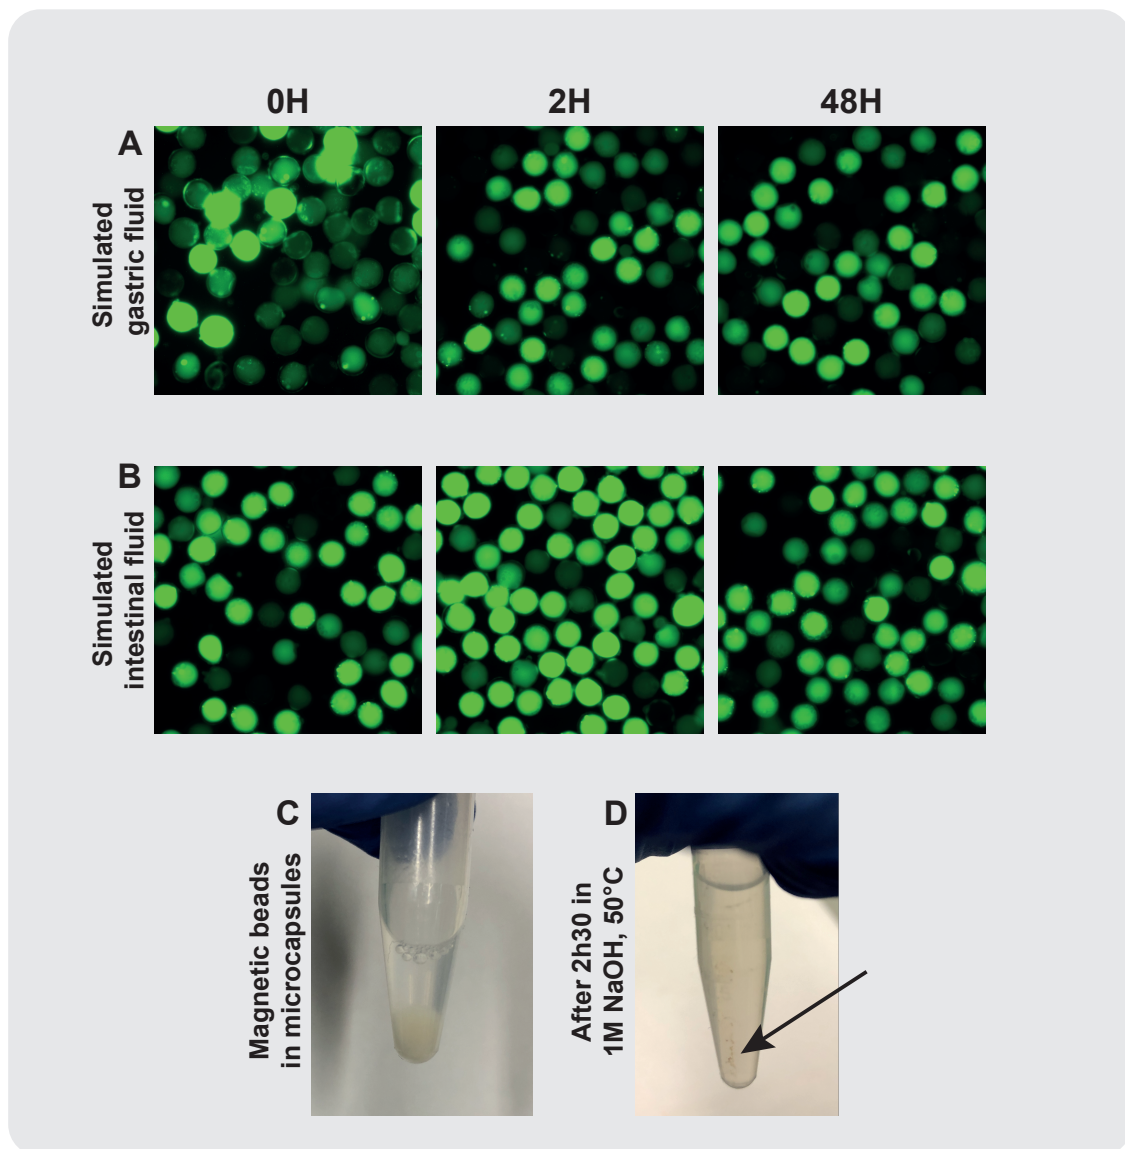 0H
2H
48H
A
Simulated
gastric fluid
B
Simulated
intestinal fluid
C
Magnetic beads
in microcapsules
D
After 2h30 in
1M NaOH, 50°C